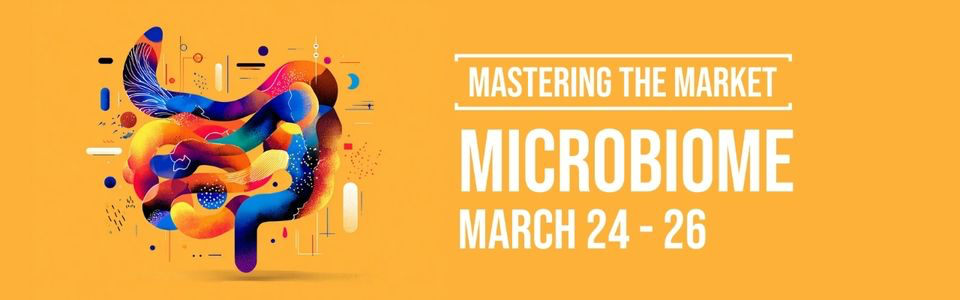 MASTERING THE MARKET
MICROBIOME
MARCH 24 - 26